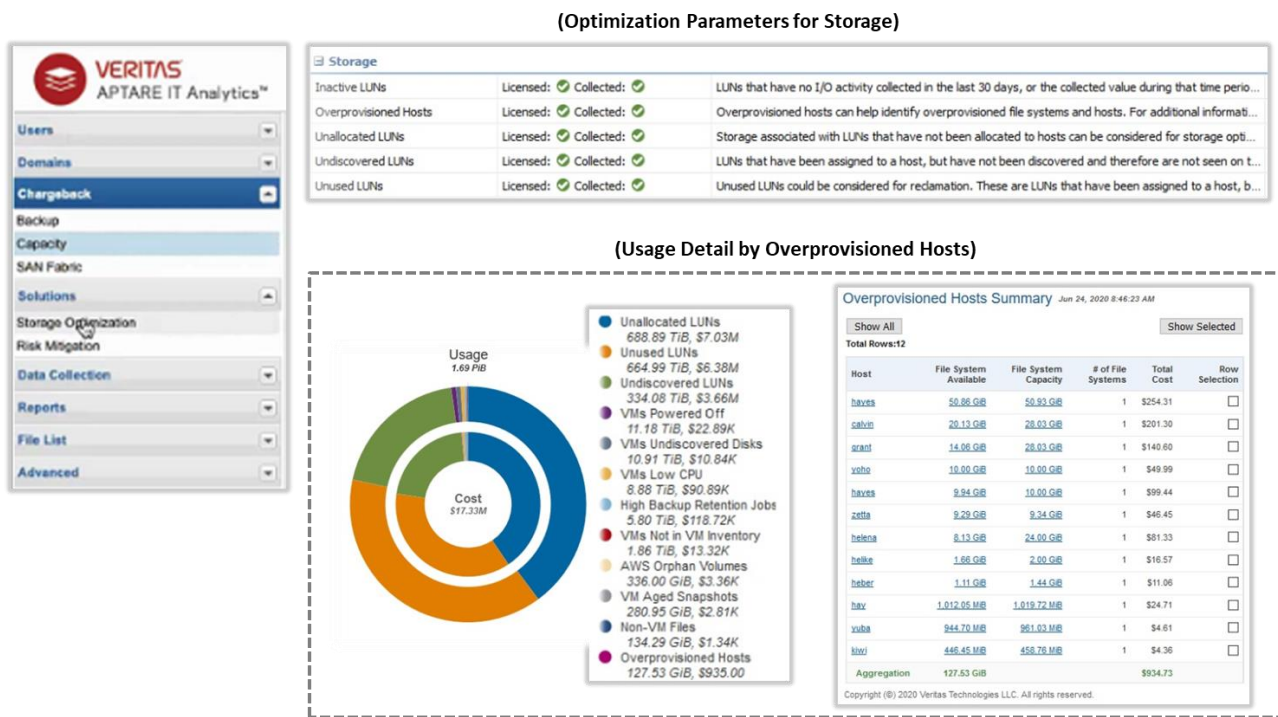 (Optimization Parameters for Storage)
VERITAS
APTARE IT Analytics™
Users
Domains
Chargeback
Backup
Capacity
SAN Fabric
Solutions
Storage Optimization
Risk Mitigation
Data Collection
Reports
File List
Advanced
Storage
Inactive LUNs Licensed: Collected: LUNs that have no I/O activity collected in the last 30 days, or the collected value during that time perio...
Overprovisioned Hosts Licensed: Collected: Overprovisioned hosts can help identify overprovisioned file systems and hosts. For additional informati...
Unallocated LUNs Licensed: Collected: Storage associated with LUNs that have not been allocated to hosts can be considered for storage opti...
Undiscovered LUNs Licensed: Collected: LUNs that have been assigned to a host, but have not been discovered and therefore are not seen on t...
Unused LUNs Licensed: Collected: Unused LUNs could be considered for reclamation. These are LUNs that have been assigned to a host, b...
(Usage Detail by Overprovisioned Hosts)
Usage
1.69 PiB
Cost
$17.33M
Unallocated LUNs
688.89 TiB, $7.03M
Unused LUNs
664.99 TiB, $6.38M
Undiscovered LUNs
334.08 TiB, $3.66M
VMs Powered Off
11.18 TiB, $22.89K
VMs Undiscovered Disks
10.91 TiB, $10.84K
VMs Low CPU
8.88 TiB, $90.89K
High Backup Retention Jobs
5.80 TiB, $118.72K
VMs Not in VM Inventory
1.86 TiB, $13.32K
AWS Orphan Volumes
336.00 GiB, $3.36K
VM Aged Snapshots
280.95 GiB, $2.81K
Non-VM Files
134.29 GiB, $1.34K
Overprovisioned Hosts
127.53 GiB, $935.00
Overprovisioned Hosts Summary Jun 24, 2020 8:46:23 AM
Show All Show Selected
Total Rows:12
Host File System Available File System Capacity # of File Systems Total Cost Row Selection
hayes 50.86 GiB 50.93 GiB 1 $254.31
calvin 20.13 GiB 28.03 GiB 1 $201.30
grant 14.06 GiB 28.03 GiB 1 $140.60
yoho 10.00 GiB 10.00 GiB 1 $49.99
hayes 9.94 GiB 10.00 GiB 1 $99.44
zetta 9.29 GiB 9.34 GiB 1 $46.45
helena 8.13 GiB 24.00 GiB 1 $81.33
helike 1.66 GiB 2.00 GiB 1 $16.57
heber 1.11 GiB 1.44 GiB 1 $11.06
hay 1,012.05 MiB 1,019.72 MiB 1 $24.71
yuba 944.70 MiB 961.03 MiB 1 $4.61
kiwi 446.45 MiB 458.76 MiB 1 $4.36
Aggregation 127.53 GiB $934.73
Copyright (©) 2020 Veritas Technologies LLC. All rights reserved.